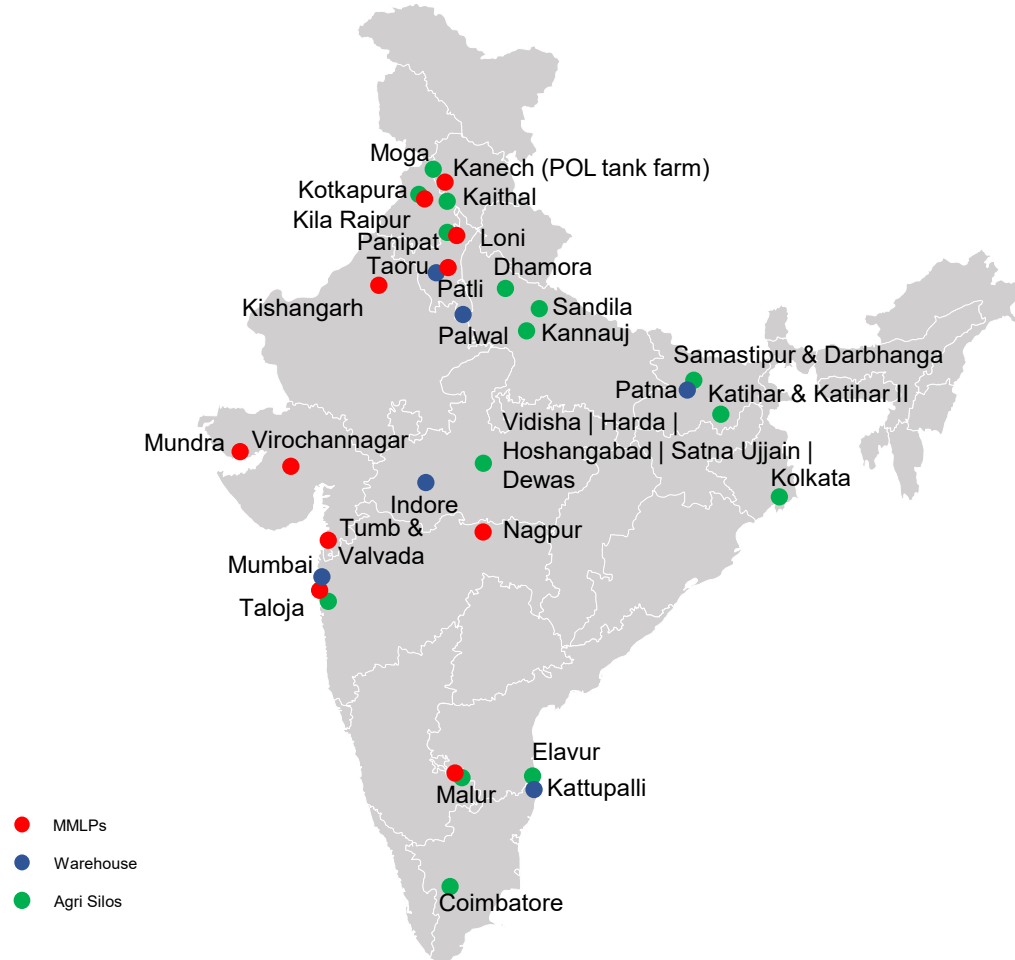 Moga
Kanech (POL tank farm)
Kotkapura
Kaithal
Kila Raipur
Panipat
Loni
Taoru
Dhamora
Patli
Kishangarh
Sandila
Palwal
Kannauj
Samastipur & Darbhanga
Patna
Katihar & Katihar II
Vidisha | Harda |
Hoshangabad | Satna Ujjain |
Dewas
Mundra
Virochannagar
Kolkata
Indore
Tumb &
Valvada
Nagpur
Mumbai
Taloja
Elavur
Kattupalli
Malur
Coimbatore
MMLPs
Warehouse
Agri Silos